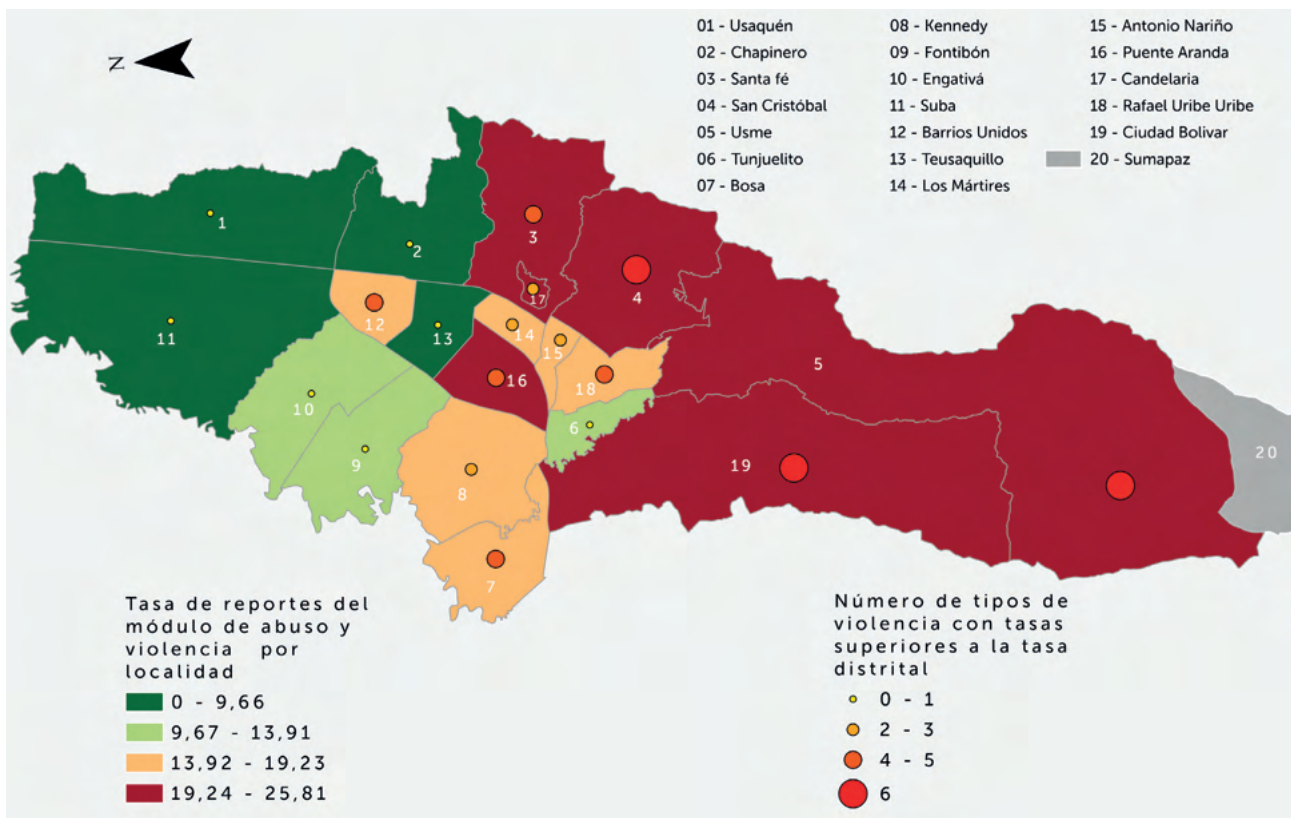 N
01 - Usaquén
02 - Chapinero
03 - Santa fé
04 - San Cristóbal
05 - Usme
06 - Tunjuelito
07 - Bosa
08 - Kennedy
09 - Fontibón
10 - Engativá
11 - Suba
12 - Barrios Unidos
13 - Teusaquillo
14 - Los Mártires
15 - Antonio Nariño
16 - Puente Aranda
17 - Candelaria
18 - Rafael Uribe Uribe
19 - Ciudad Bolivar
20 - Sumapaz
1
2
3
17
4
11
12
13
14
15
16
18
5
10
9
6
8
19
20
7
Tasa de reportes del
módulo de abuso y
violencia por
localidad
0 - 9,66
9,67 - 13,91
13,92 - 19,23
19,24 - 25,81
Número de tipos de
violencia con tasas
superiores a la tasa
distrital
0 - 1
2 - 3
4 - 5
6